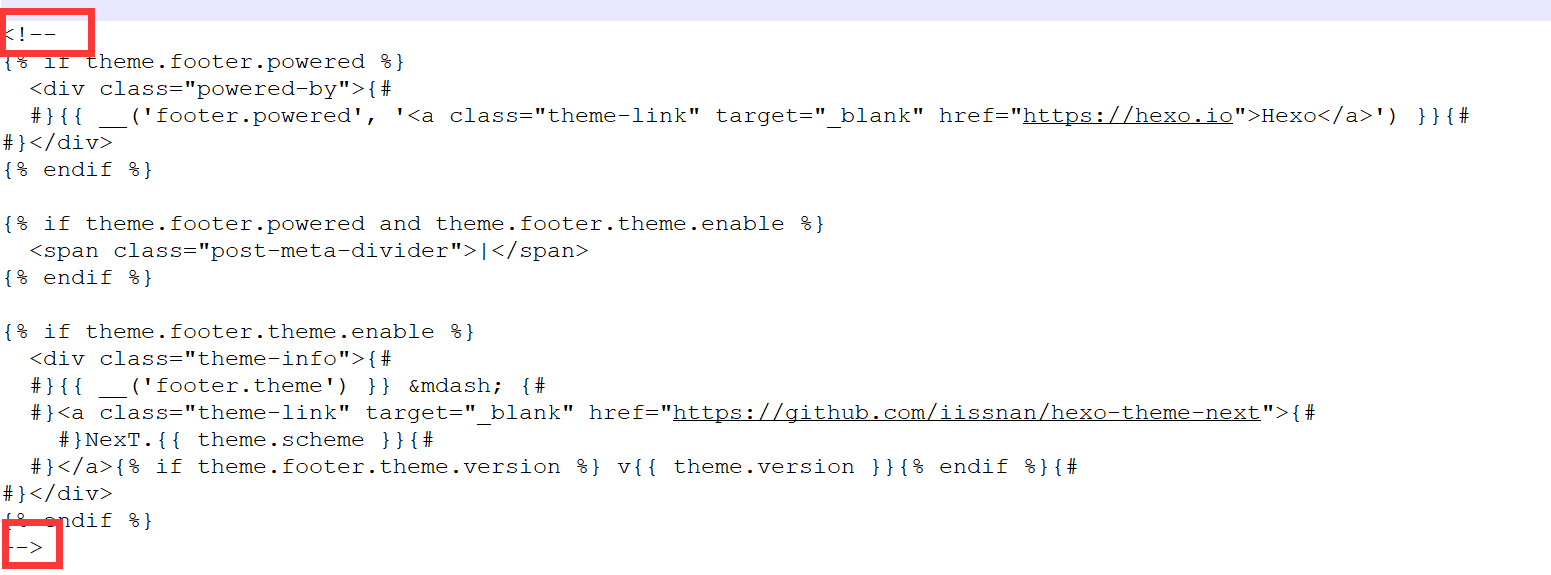 <!--
{% if theme.footer.powered %}
  <div class="powered-by">{#
  #}{{ __('footer.powered', '<a class="theme-link" target="_blank" href="https://hexo.io">Hexo</a>') }}{#
#}</div>
{% endif %}

{% if theme.footer.powered and theme.footer.theme.enable %}
  <span class="post-meta-divider">|</span>
{% endif %}

{% if theme.footer.theme.enable %}
  <div class="theme-info">{#
  #}{{ __('footer.theme') }} &mdash; {#
  #}<a class="theme-link" target="_blank" href="https://github.com/iissnan/hexo-theme-next">{#
    #}NexT.{{ theme.scheme }}{#
  #}</a>{% if theme.footer.theme.version %} v{{ theme.version }}{% endif %}{#
#}</div>
{% endif %}
-->